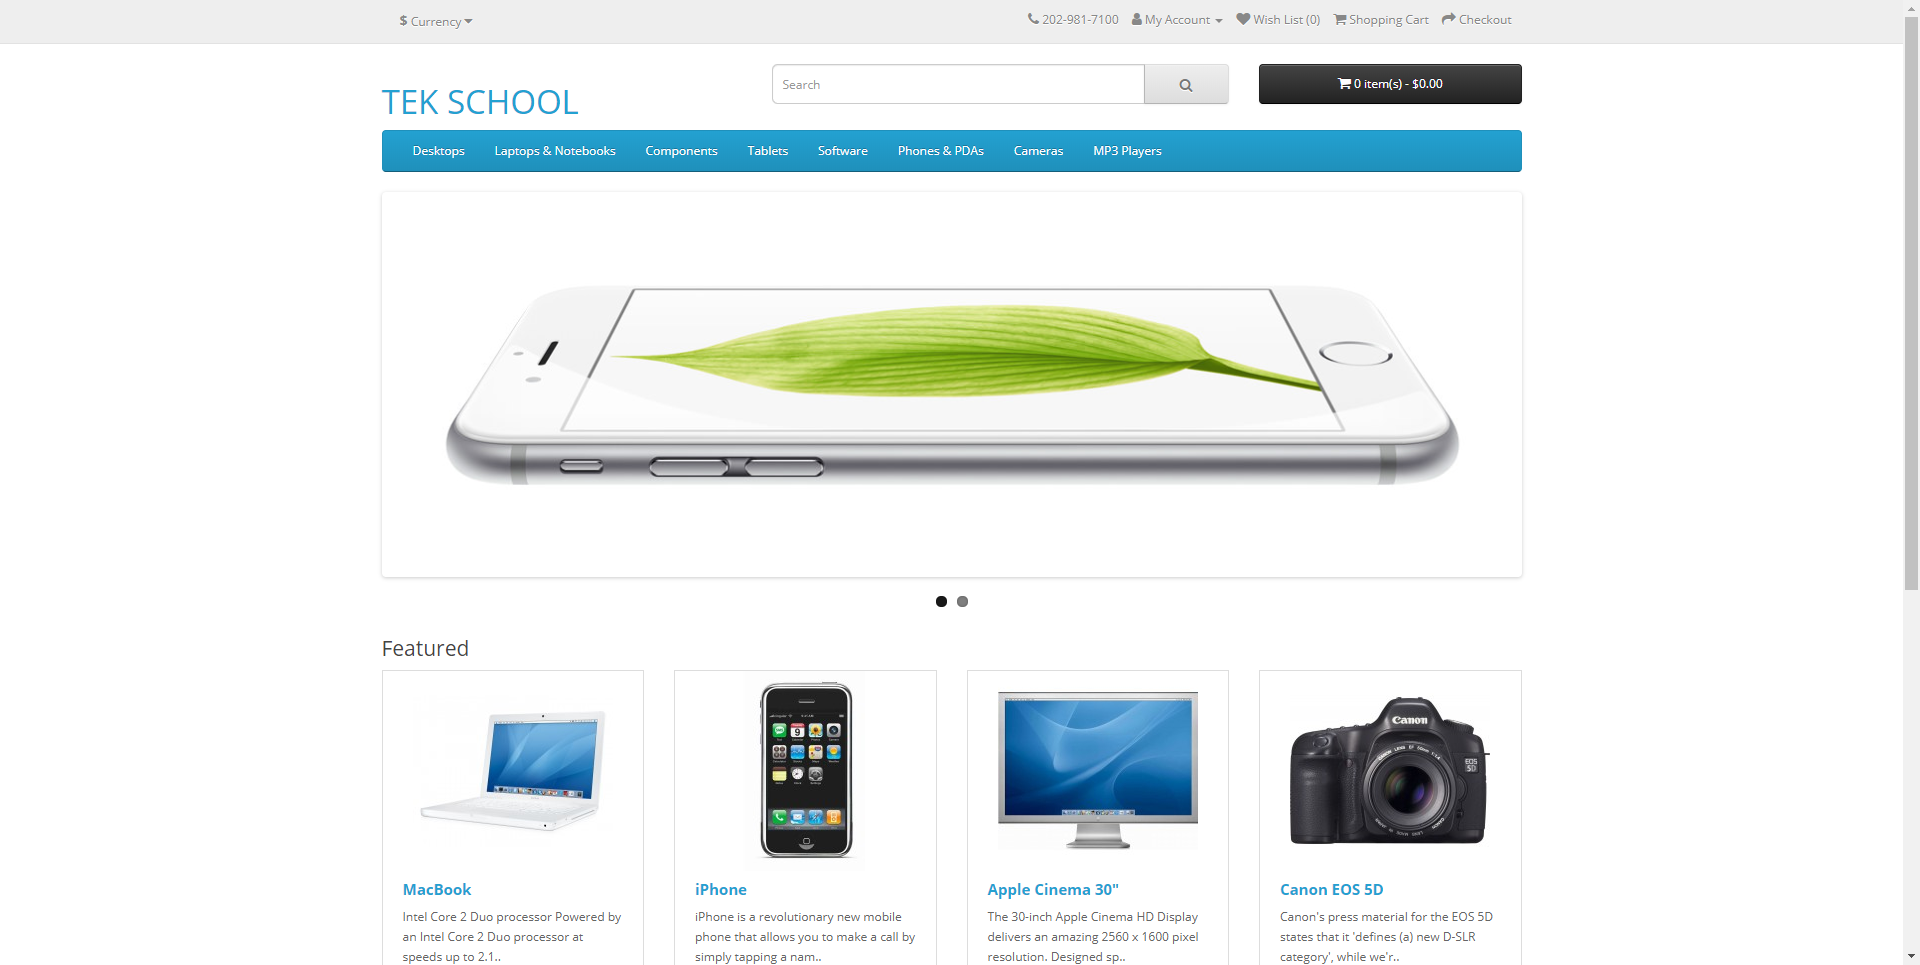 $ Currency
202-981-7100 My Account Wish List (0) Shopping Cart Checkout
TEK SCHOOL
Search
0 item(s) - $0.00
Desktops Laptops & Notebooks Components Tablets Software Phones & PDAs Cameras MP3 Players
Featured
Canon
EOS
5D
MacBook
Intel Core 2 Duo processor Powered by
an Intel Core 2 Duo processor at
speeds up to 2.1..
iPhone
iPhone is a revolutionary new mobile
phone that allows you to make a call by
simply tapping a nam..
Apple Cinema 30"
The 30-inch Apple Cinema HD Display
delivers an amazing 2560 x 1600 pixel
resolution. Designed sp..
Canon EOS 5D
Canon's press material for the EOS 5D
states that it 'defines (a) new D-SLR
category', while we'r..